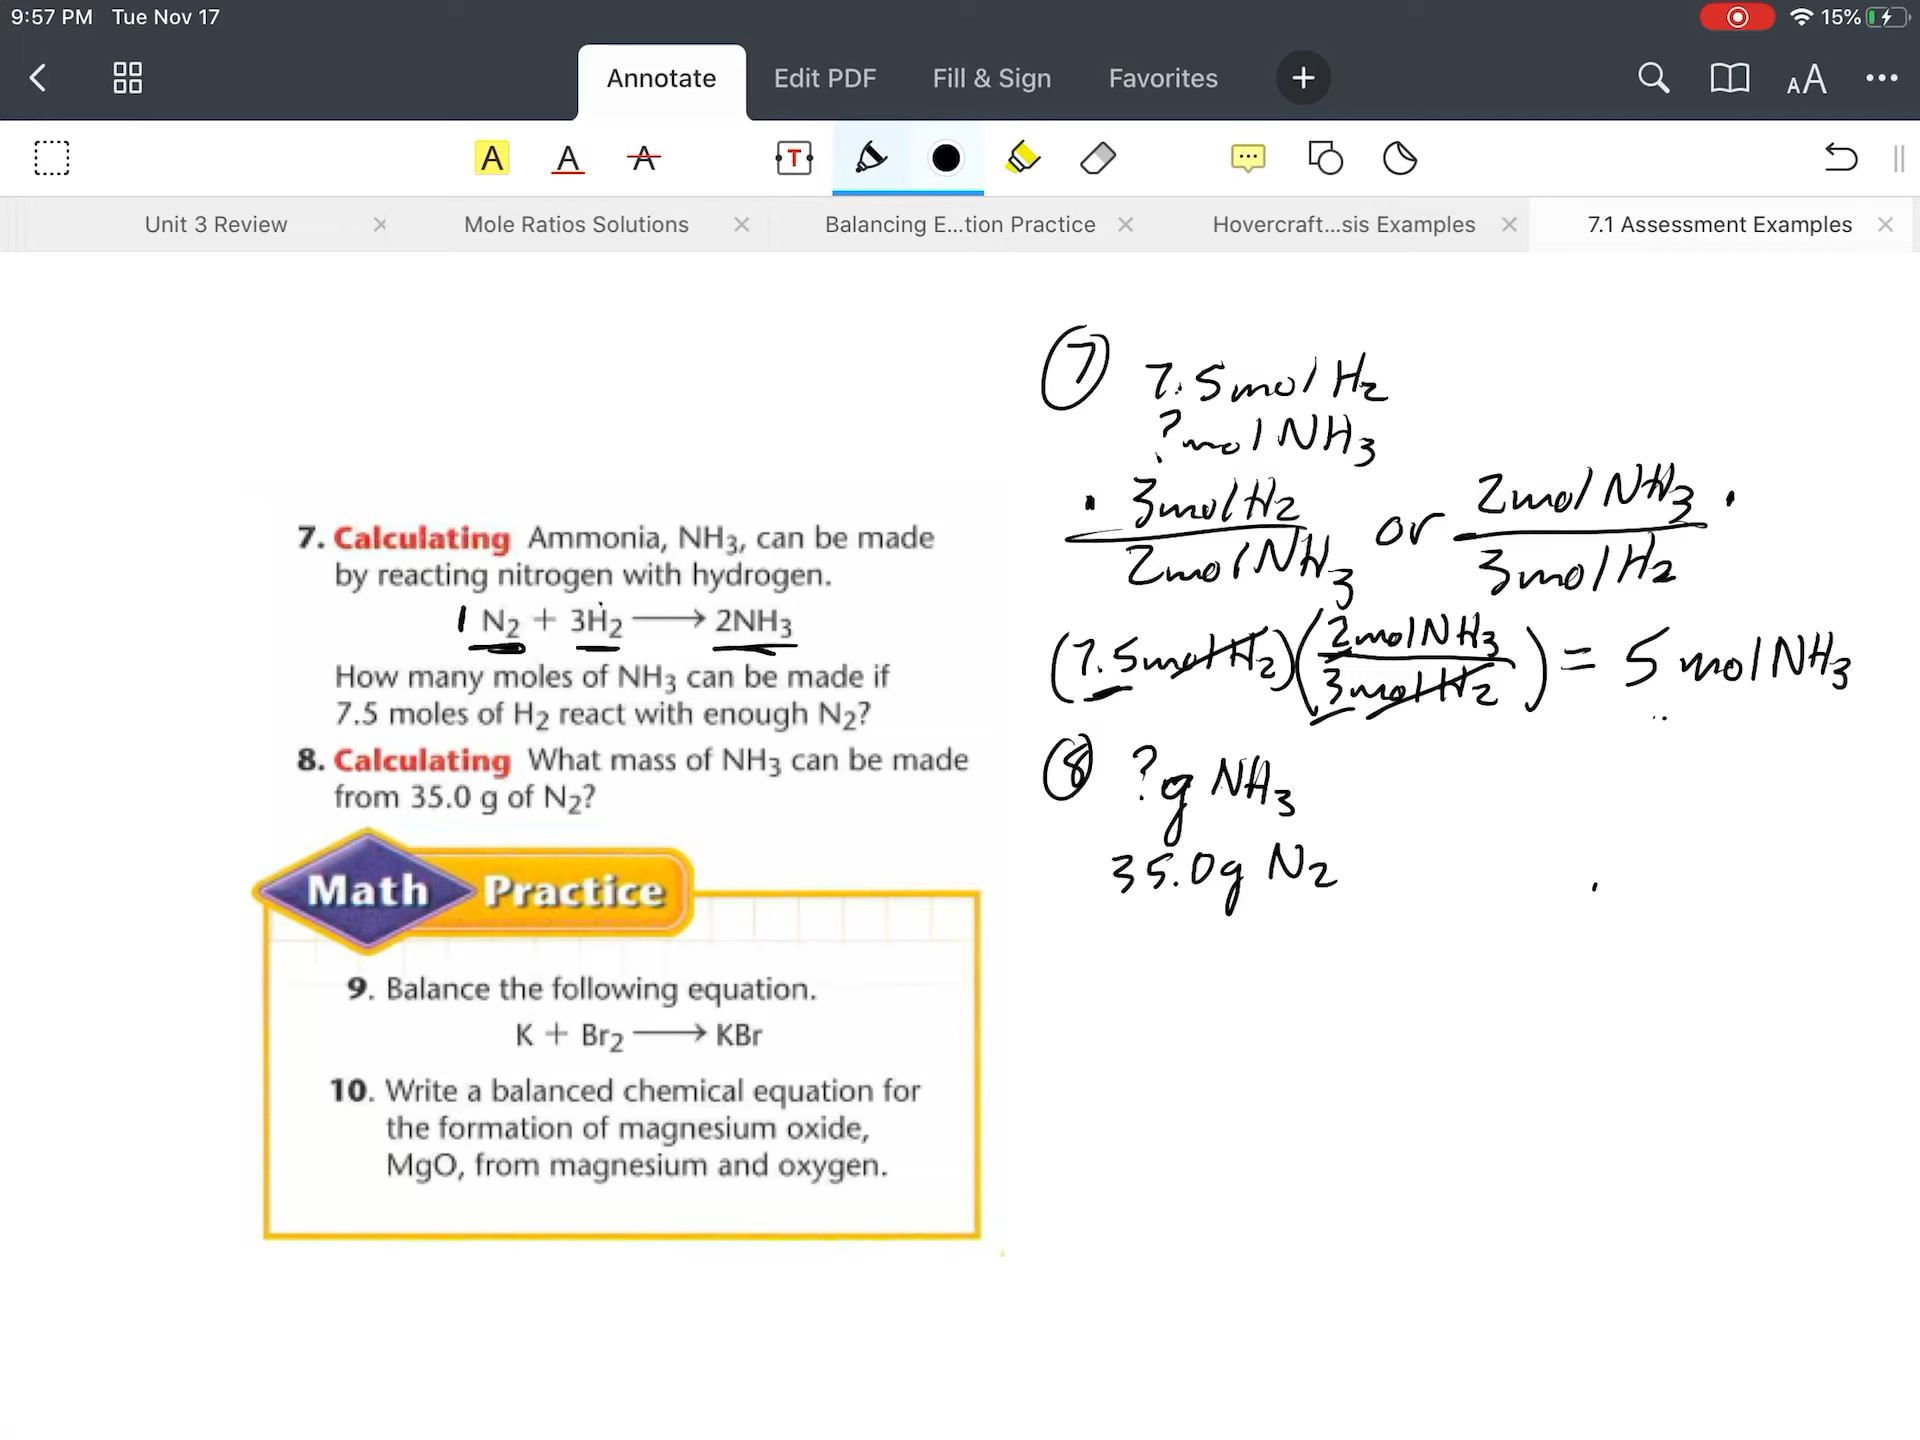 9:57 PM Tue Nov 17
15%
Annotate Edit PDF Fill & Sign Favorites
AA
A A A T
Unit 3 Review
Mole Ratios Solutions
Balancing E...tion Practice
Hovercraft...sis Examples
7.1 Assessment Examples
7. Calculating Ammonia, NH₃, can be made
by reacting nitrogen with hydrogen.
1 N₂ + 3H₂ ⟶ 2NH₃
How many moles of NH₃ can be made if
7.5 moles of H₂ react with enough N₂?
8. Calculating What mass of NH₃ can be made
from 35.0 g of N₂?
Math Practice
9. Balance the following equation.
K + Br₂ ⟶ KBr
10. Write a balanced chemical equation for
the formation of magnesium oxide,
MgO, from magnesium and oxygen.
7 7.5 mol H₂
? mol NH₃
3 mol H₂ or 2 mol NH₃
2 mol NH₃ 3 mol H₂
(7.5 mol H₂)(2 mol NH₃ / 3 mol H₂) = 5 mol NH₃
8 ? g NH₃
35.0g N₂